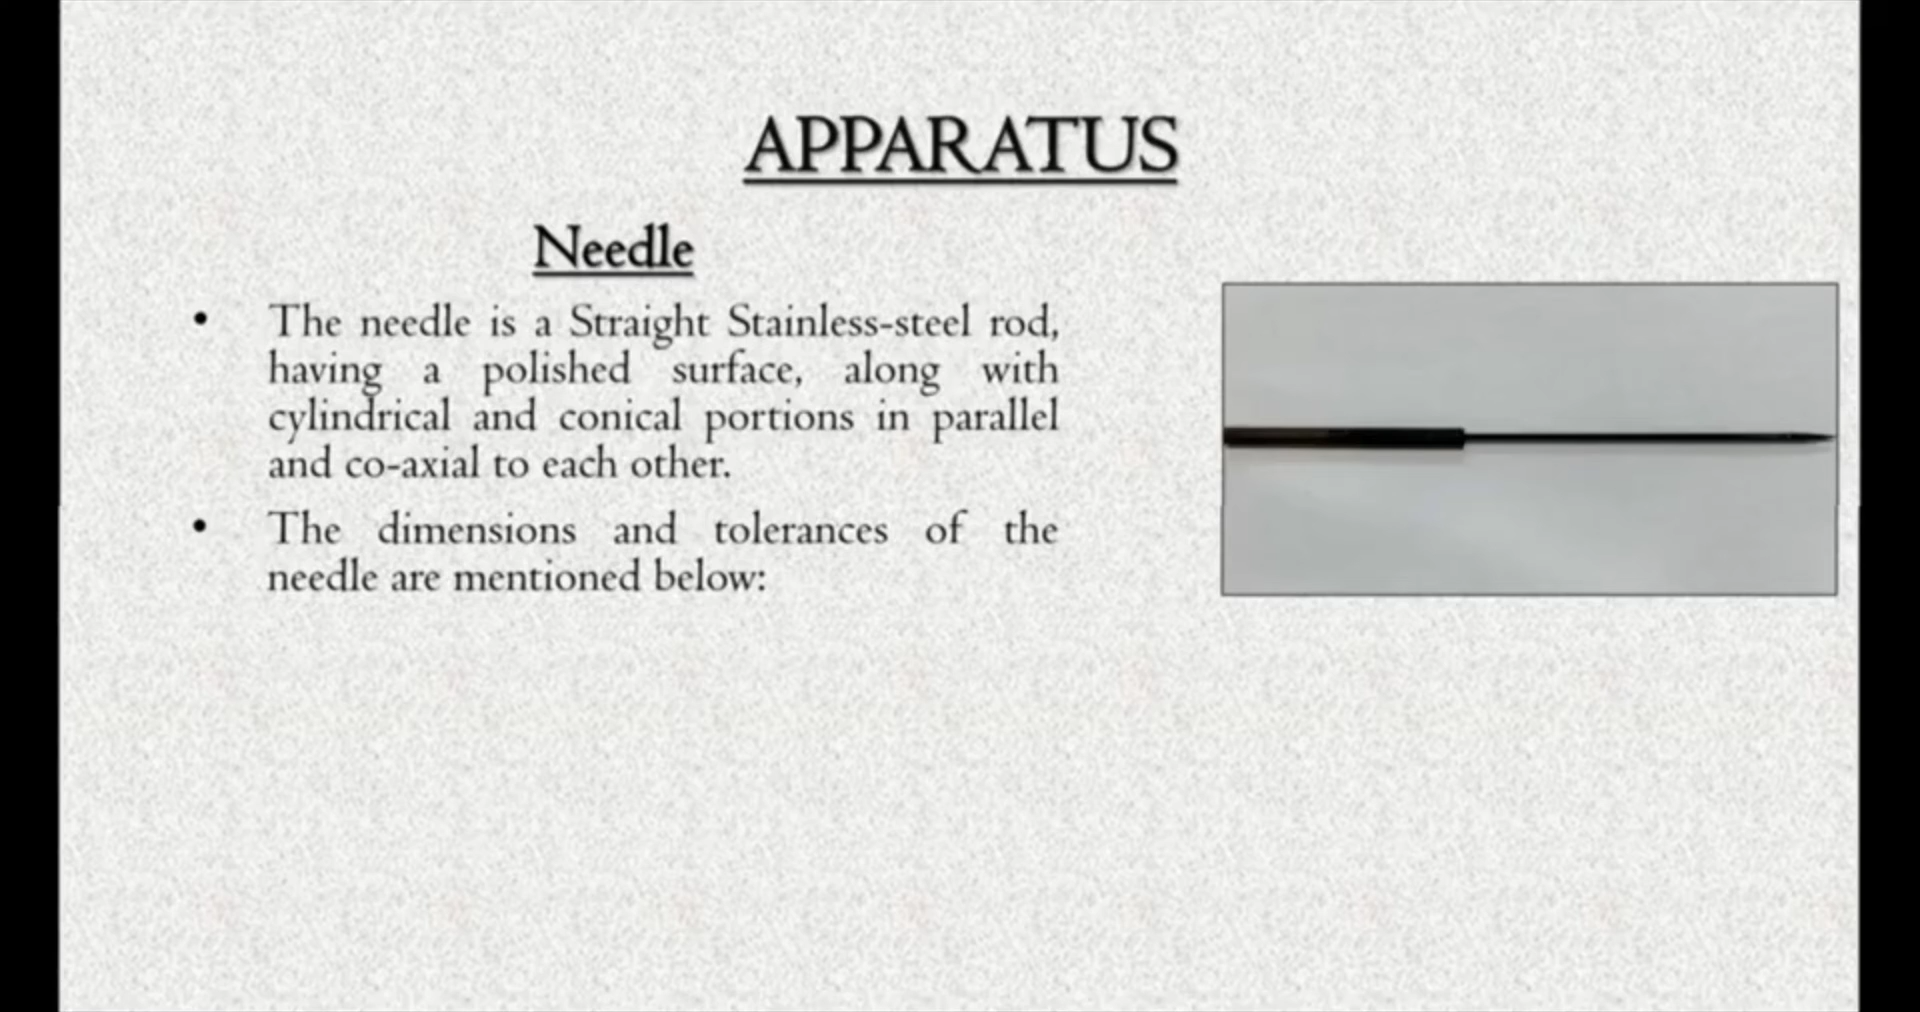 APPARATUS
Needle
• The needle is a Straight Stainless-steel rod,
having a polished surface, along with
cylindrical and conical portions in parallel
and co-axial to each other.
• The dimensions and tolerances of the
needle are mentioned below: